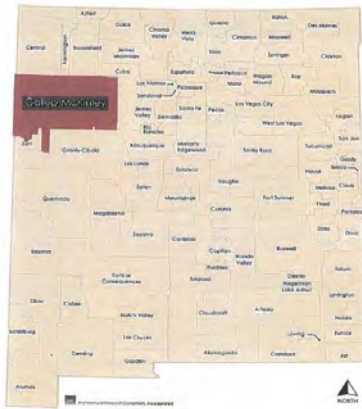 Aztec
Dulce
Chama
Valley
Mesa
Vista
Questa
Raton
Des Moines
Central
Farmington
Bloomfield
Jemez
Mountains
Taos
Cimarron
Maxwell
Springer
Clayton
Cuba
Española
Peñasco
Mora
Wagon
Mound
Roy
Mosquero
Los Alamos
Pojoaque
Sandoval
Gallup McKinley
Jemez
Valley
Bernalillo
Santa Fe
Pecos
Las Vegas City
West Las Vegas
Logan
Rio
Rancho
Zuni
Grants-Cibola
Albuquerque
Moriarty
Edgewood
Santa Rosa
Tucumcari
San Jon
Grady
House
Melrose
Clovis
Texico
Los Lunas
Estancia
Vaughn
Fort Sumner
Portales
Floyd
Belen
Mountainair
Corona
Elida
Dora
Quemado
Magdalena
Socorro
Carrizozo
Capitan
Hondo
Valley
Roswell
Tatum
Reserve
Truth or
Consequences
Ruidoso
Tularosa
Dexter
Hagerman
Lake Arthur
Lovington
Silver
Cobre
Hatch Valley
Cloudcroft
Artesia
Hobbs
Lordsburg
Las Cruces
Loving
Eunice
Deming
Gadsden
Alamogordo
Carlsbad
Jal
Animas
NORTH